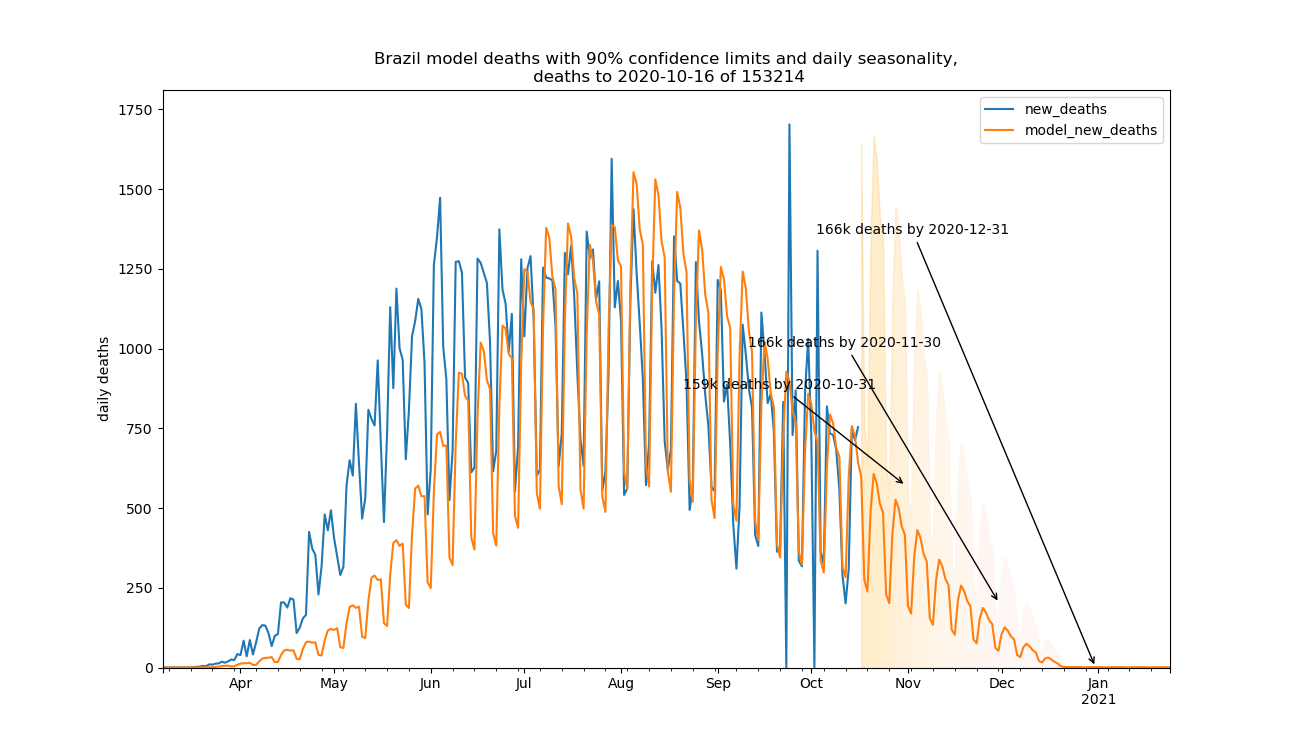 Brazil model deaths with 90% confidence limits and daily seasonality,
deaths to 2020-10-16 of 153214
new_deaths
model_new_deaths
daily deaths
1750
1500
1250
1000
750
500
250
0
166k deaths by 2020-12-31
166k deaths by 2020-11-30
159k deaths by 2020-10-31
Apr May Jun Jul Aug Sep Oct Nov Dec Jan
2021